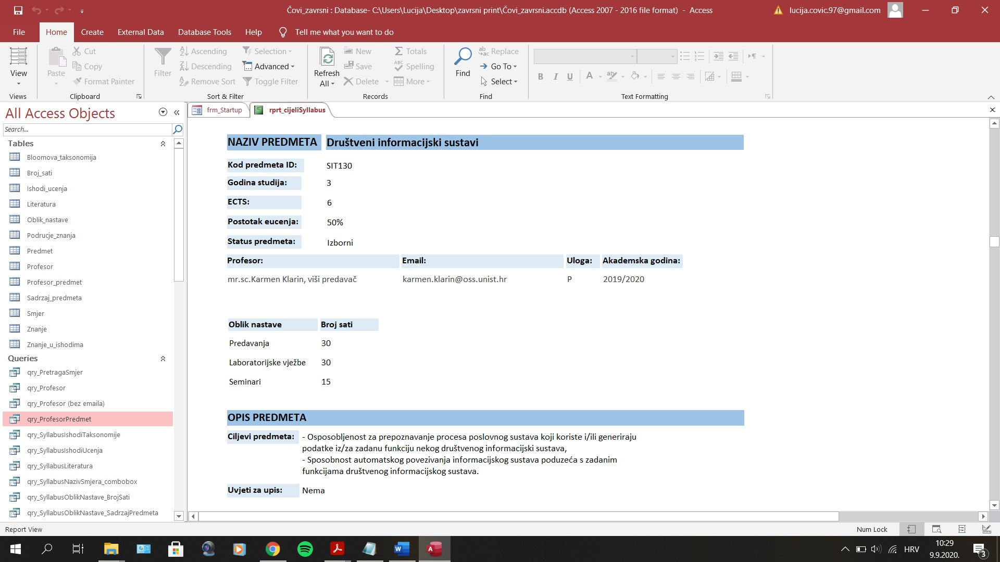 Čovi_zavrsni : Database- C:\Users\Lucija\Desktop\zavrsni print\Čovi_zavrsni.accdb (Access 2007 - 2016 file format)  -  Access
lucija.covic.97@gmail.com
File Home Create External Data Database Tools Help Tell me what you want to do
View
Views
Paste
Cut
Copy
Format Painter
Clipboard
Filter
Ascending
Descending
Remove Sort
Selection
Advanced
Toggle Filter
Sort & Filter
Refresh
All
New
Save
Delete
Totals
Spelling
More
Records
Find
Replace
Go To
Select
Find
B I U A
Text Formatting
All Access Objects
Search...
Tables
Bloomova_taksonomija
Broj_sati
Ishodi_ucenja
Literatura
Oblik_nastave
Podrucje_znanja
Predmet
Profesor
Profesor_predmet
Sadrzaj_predmeta
Smjer
Znanje
Znanje_u_ishodima
Queries
qry_PretragaSmjer
qry_Profesor
qry_Profesor (bez emaila)
qry_ProfesorPredmet
qry_SyllabusIshodiTaksonomije
qry_SyllabusIshodiUcenja
qry_SyllabusLiteratura
qry_SyllabusNazivSmjera_combobox
qry_SyllabusOblikNastave_BrojSati
qry_SyllabusOblikNastave_SadrzajPredmeta
frm_Startup rprt_cijeliSyllabus
NAZIV PREDMETA Društveni informacijski sustavi
Kod predmeta ID: SIT130
Godina studija: 3
ECTS: 6
Postotak eucenja: 50%
Status predmeta: Izborni
Profesor: Email: Uloga: Akademska godina:
mr.sc.Karmen Klarin, viši predavač karmen.klarin@oss.unist.hr P 2019/2020
Oblik nastave Broj sati
Predavanja 30
Laboratorijske vježbe 30
Seminari 15
OPIS PREDMETA
Ciljevi predmeta: - Osposobljenost za prepoznavanje procesa poslovnog sustava koji koriste i/ili generiraju
podatke iz/za zadanu funkciju nekog društvenog informacijski sustava,
- Sposobnost automatskog povezivanja informacijskog sustava poduzeća s zadanim
funkcijama društvenog informacijskog sustava.
Uvjeti za upis: Nema
Report View
Num Lock
HRV
10:29
9.9.2020.
3